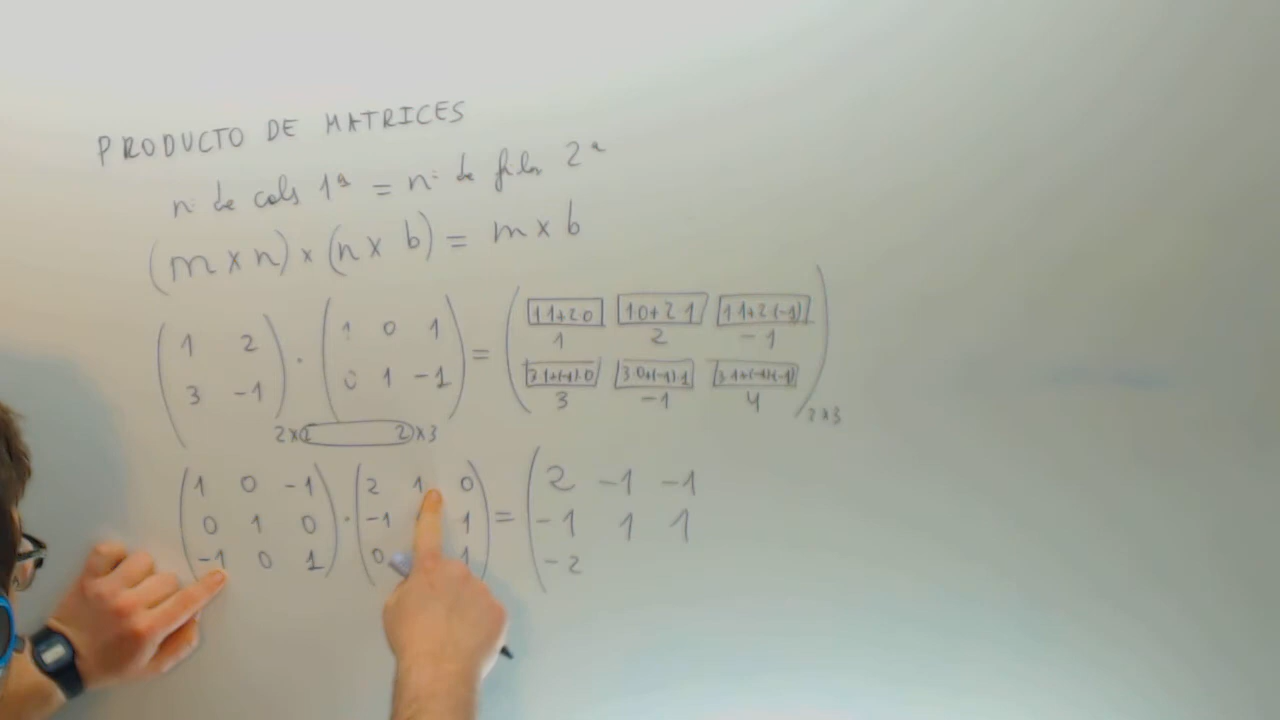 PRODUCTO DE MATRICES
nº de cols 1ª = nº de filas 2ª
(m x n) x (n x b) = m x b
1 2 · 1 0 1 = 1·1+2·0 1·0+2·1 1·1+2·(-1)
1 2 -1
3 -1 0 1 -1 3·1+(-1)·0 3·0+(-1)·1 3·1+(-1)·(-1)
3 -1 4
2x2 2x3 2x3
1 0 -1 · 2 1 0 = 2 -1 -1
0 1 0 -1 1 -1 1 1
-1 0 1 0 1 -2